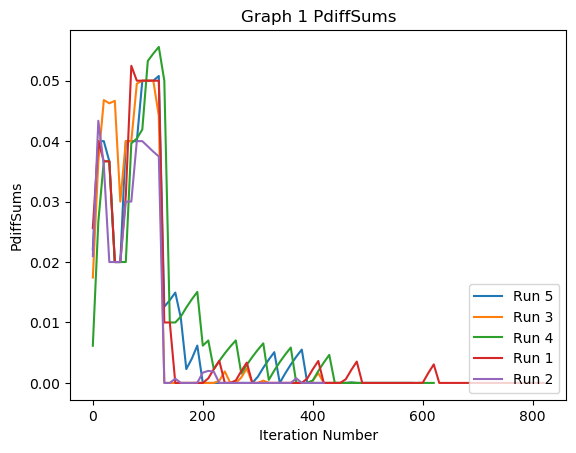 Graph 1 PdiffSums
PdiffSums
0.05
0.04
0.03
0.02
0.01
0.00
Run 5
Run 3
Run 4
Run 1
Run 2
0 200 400 600 800
Iteration Number